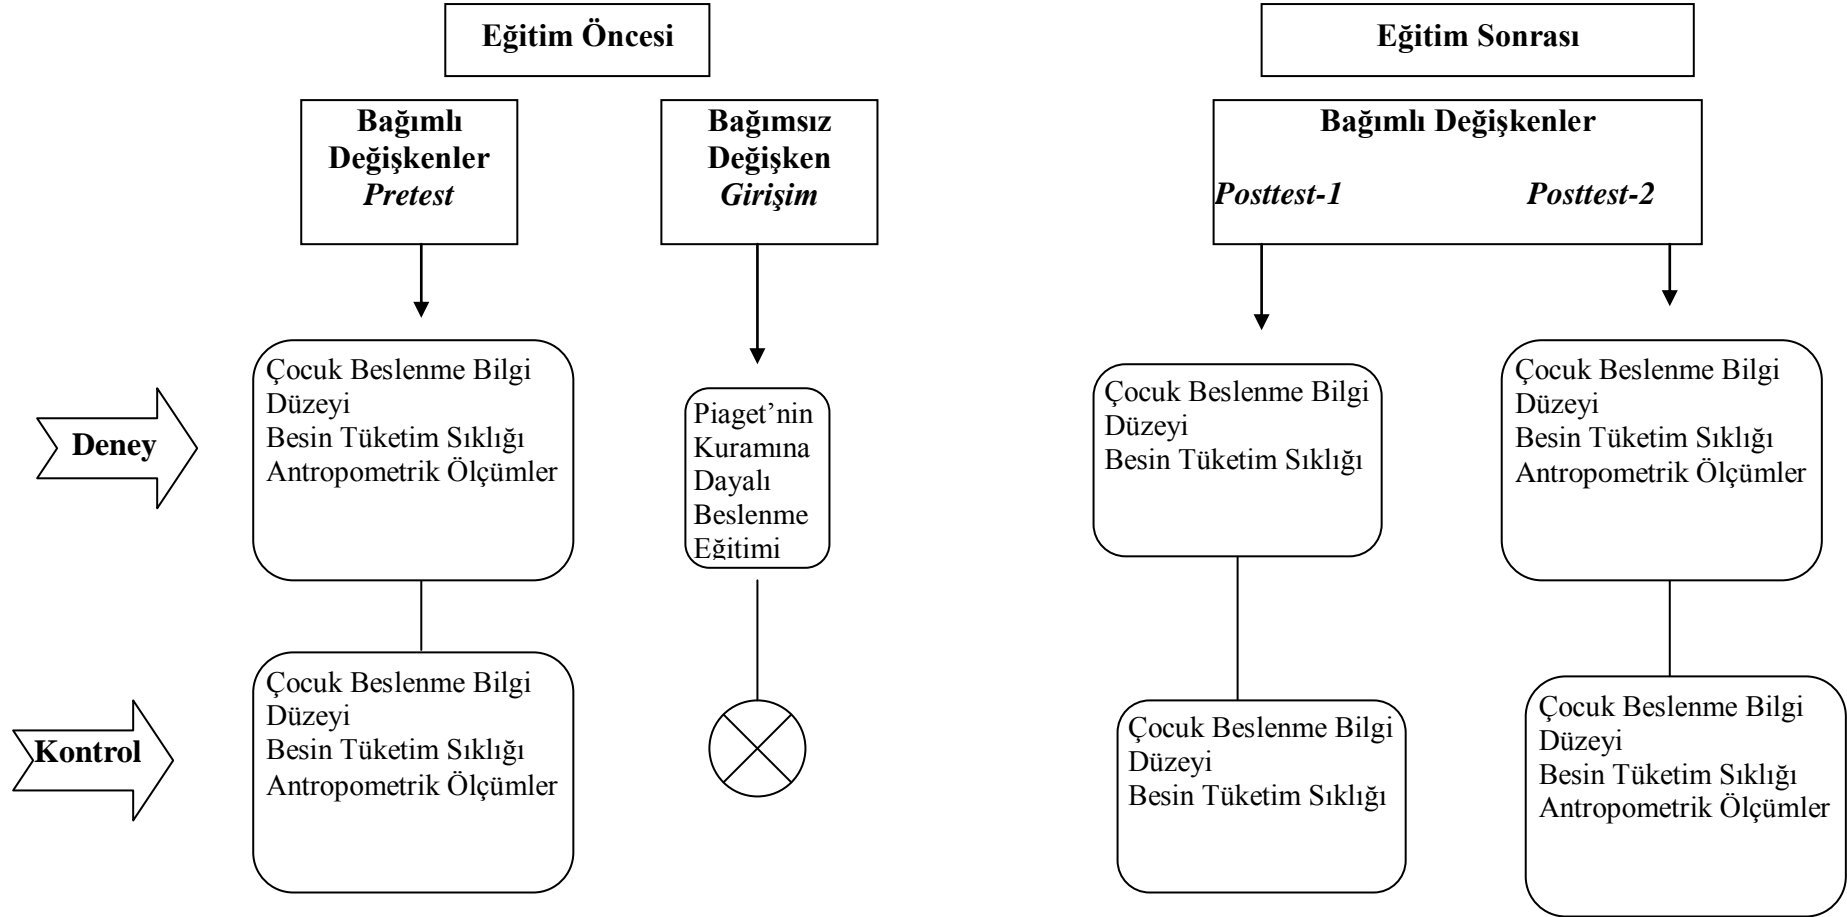 Eğitim Öncesi
Eğitim Sonrası
Bağımlı
Değişkenler
Pretest
Bağımsız
Değişken
Girişim
Bağımlı Değişkenler
Posttest-1 Posttest-2
Deney
Çocuk Beslenme Bilgi
Düzeyi
Besin Tüketim Sıklığı
Antropometrik Ölçümler
Piaget’nin
Kuramına
Dayalı
Beslenme
Eğitimi
Çocuk Beslenme Bilgi
Düzeyi
Besin Tüketim Sıklığı
Çocuk Beslenme Bilgi
Düzeyi
Besin Tüketim Sıklığı
Antropometrik Ölçümler
Kontrol
Çocuk Beslenme Bilgi
Düzeyi
Besin Tüketim Sıklığı
Antropometrik Ölçümler
Çocuk Beslenme Bilgi
Düzeyi
Besin Tüketim Sıklığı
Çocuk Beslenme Bilgi
Düzeyi
Besin Tüketim Sıklığı
Antropometrik Ölçümler